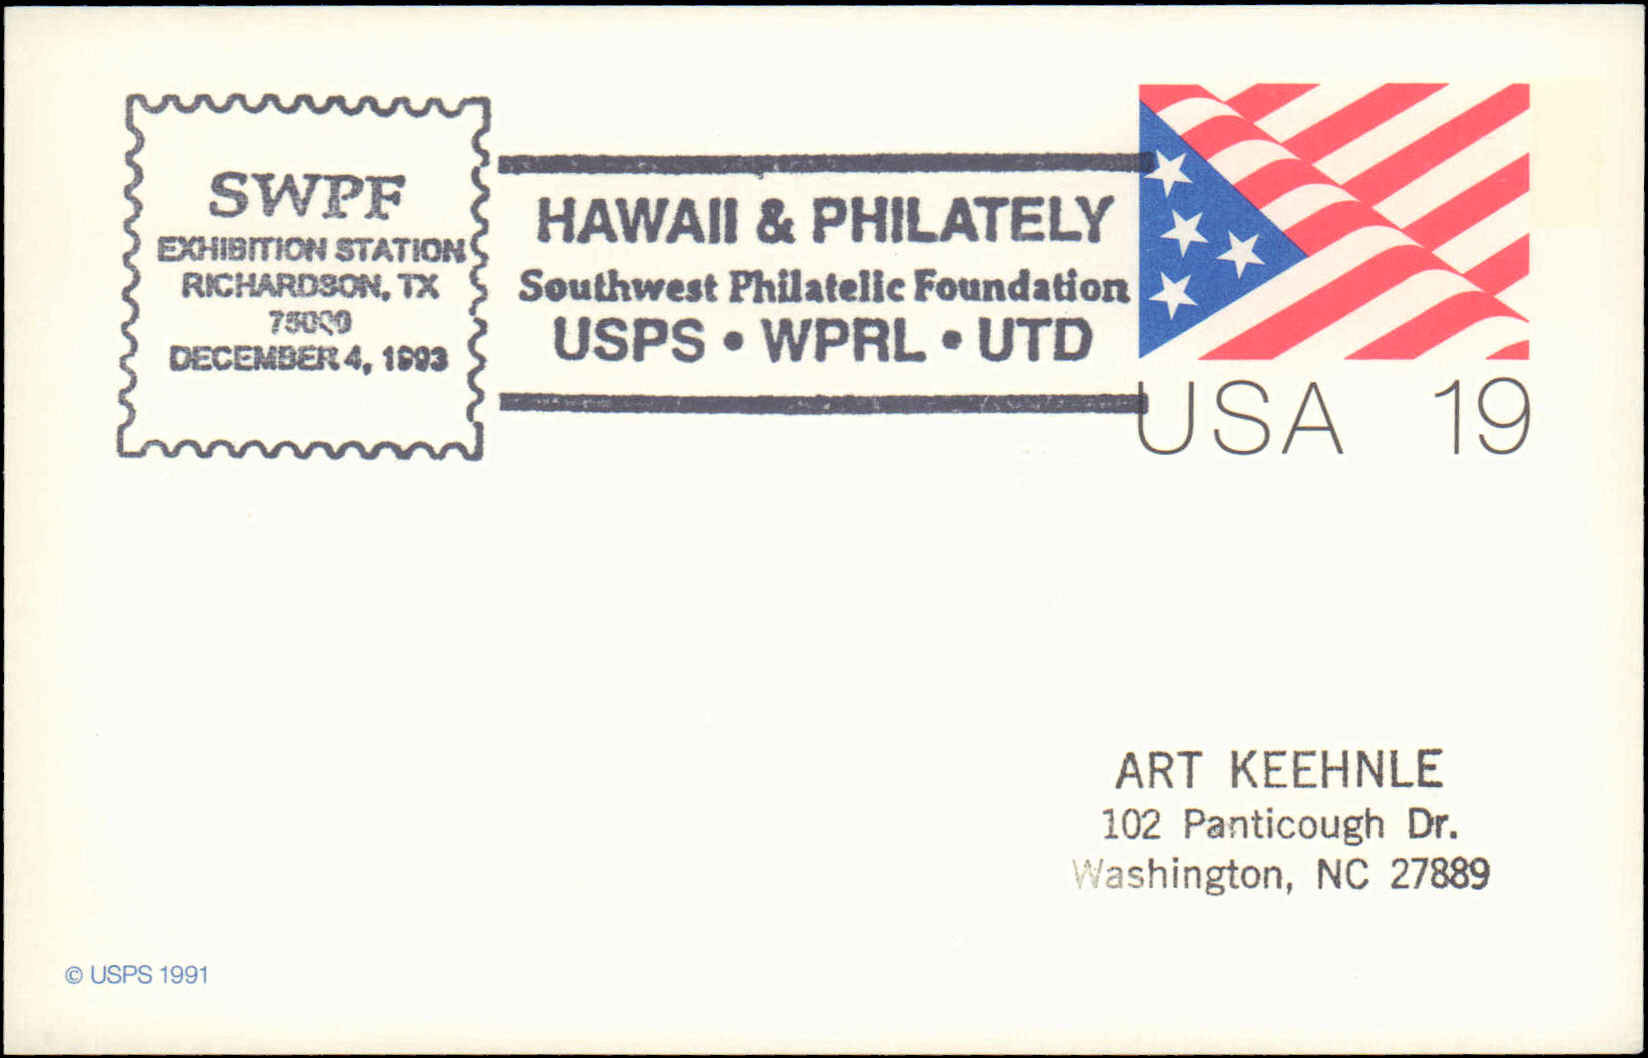 SWPF
EXHIBITION STATION
RICHARDSON, TX
DECEMBER 4, 1993
HAWAII & PHILATELY
Southwest Philatelic Foundation
USPS • WPRL • UTD
USA 19
ART KEEHNLE
102 Panticough Dr.
Washington, NC 27889
© USPS 1991